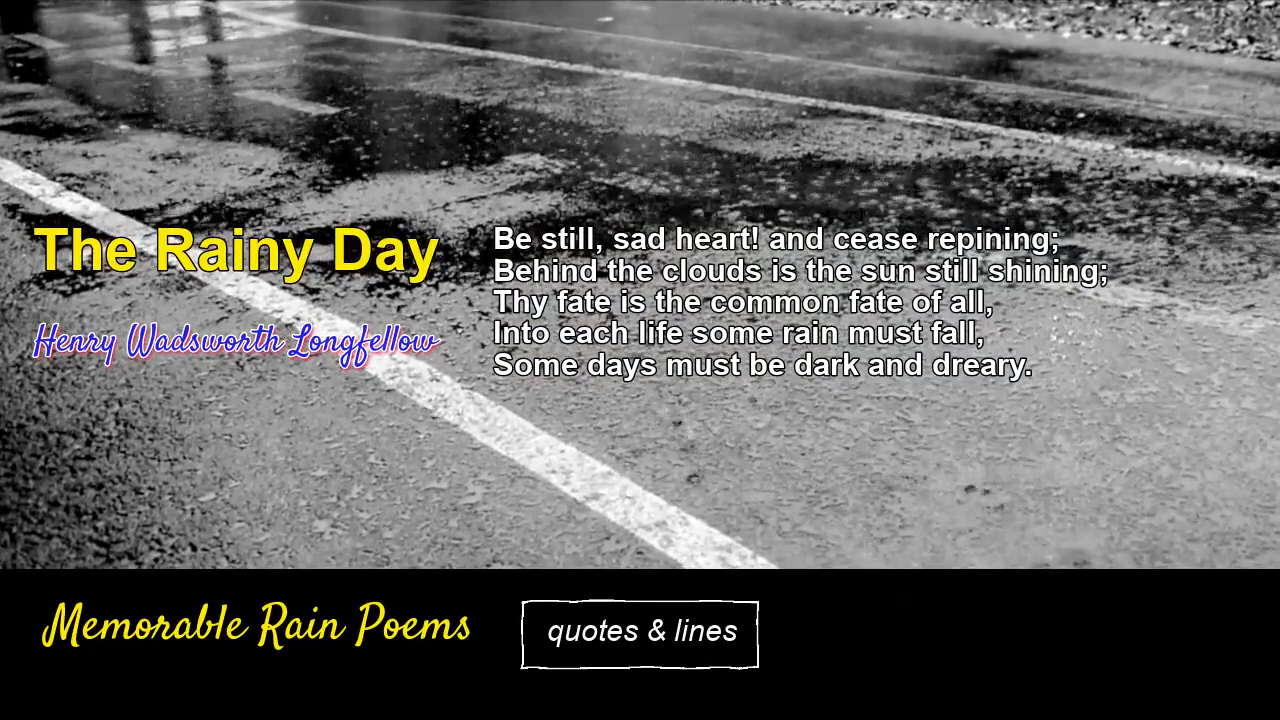 The Rainy Day
Henry Wadsworth Longfellow
Be still, sad heart! and cease repining;
Behind the clouds is the sun still shining;
Thy fate is the common fate of all,
Into each life some rain must fall,
Some days must be dark and dreary.
Memorable Rain Poems
quotes & lines